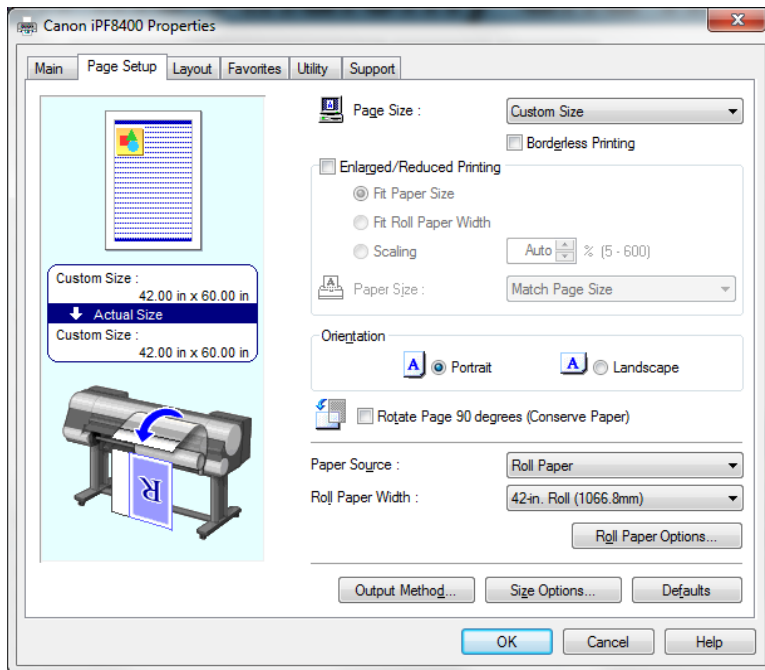 Canon iPF8400 Properties
Main Page Setup Layout Favorites Utility Support
Page Size : Custom Size
Borderless Printing
Enlarged/Reduced Printing
Fit Paper Size
Fit Roll Paper Width
Scaling Auto % (5 - 600)
Paper Size : Match Page Size
Custom Size :
42.00 in x 60.00 in
Actual Size
Custom Size :
42.00 in x 60.00 in
Orientation
A Portrait A Landscape
Rotate Page 90 degrees (Conserve Paper)
R
Paper Source : Roll Paper
Roll Paper Width : 42-in. Roll (1066.8mm)
Roll Paper Options...
Output Method... Size Options... Defaults
OK Cancel Help